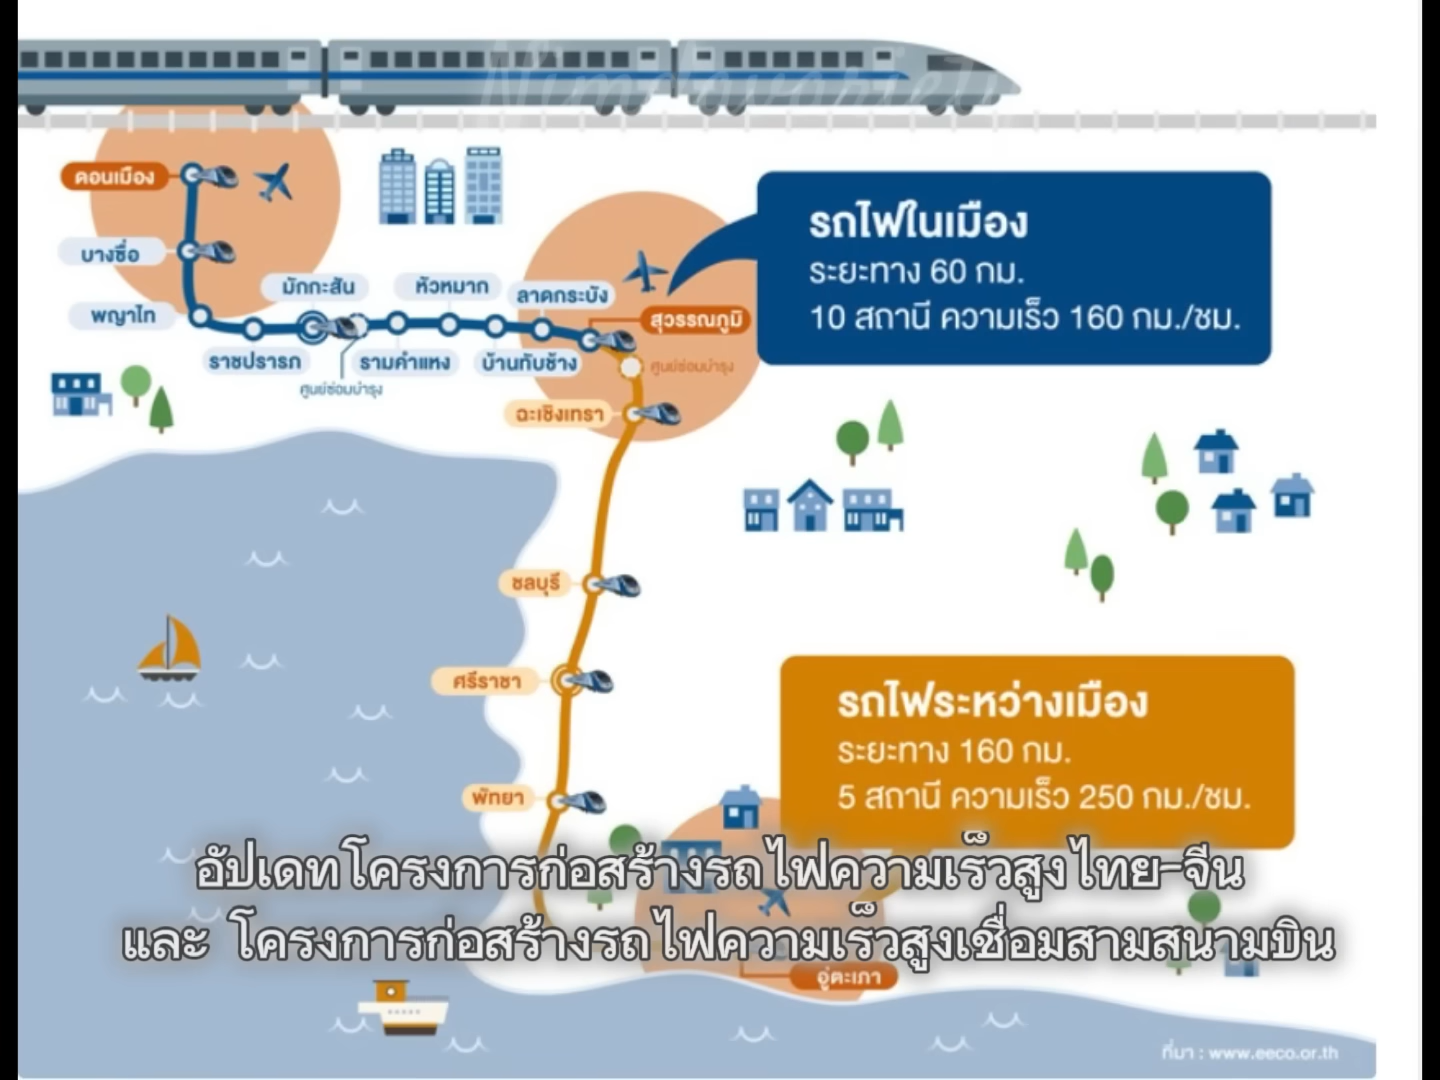 Nimdavariety
ดอนเมือง
บางซื่อ
พญาไท
มักกะสัน
หัวหมาก
ลาดกระบัง
สุวรรณภูมิ
ราชปรารภ
ศูนย์ซ่อมบำรุง
รามคำแหง
บ้านทับช้าง
ศูนย์ซ่อมบำรุง
ฉะเชิงเทรา
รถไฟในเมือง
ระยะทาง 60 กม.
10 สถานี ความเร็ว 160 กม./ชม.
ชลบุรี
ศรีราชา
พัทยา
รถไฟระหว่างเมือง
ระยะทาง 160 กม.
5 สถานี ความเร็ว 250 กม./ชม.
อัปเดทโครงการก่อสร้างรถไฟความเร็วสูงไทย-จีน
และ โครงการก่อสร้างรถไฟความเร็วสูงเชื่อมสามสนามบิน
อู่ตะเภา
ที่มา : www.eeco.or.th